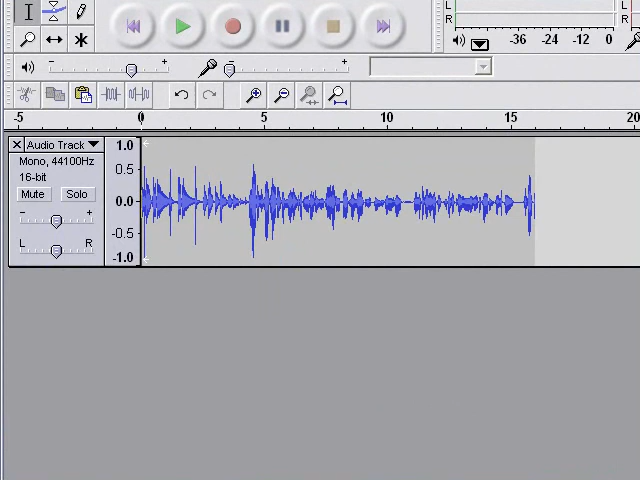 L
R
L
R
-36 -24 -12 0
- +
- +
-5 0 5 10 15 20
Audio Track
Mono, 44100Hz
16-bit
Mute Solo
- +
L R
1.0
0.5
0.0
-0.5
-1.0